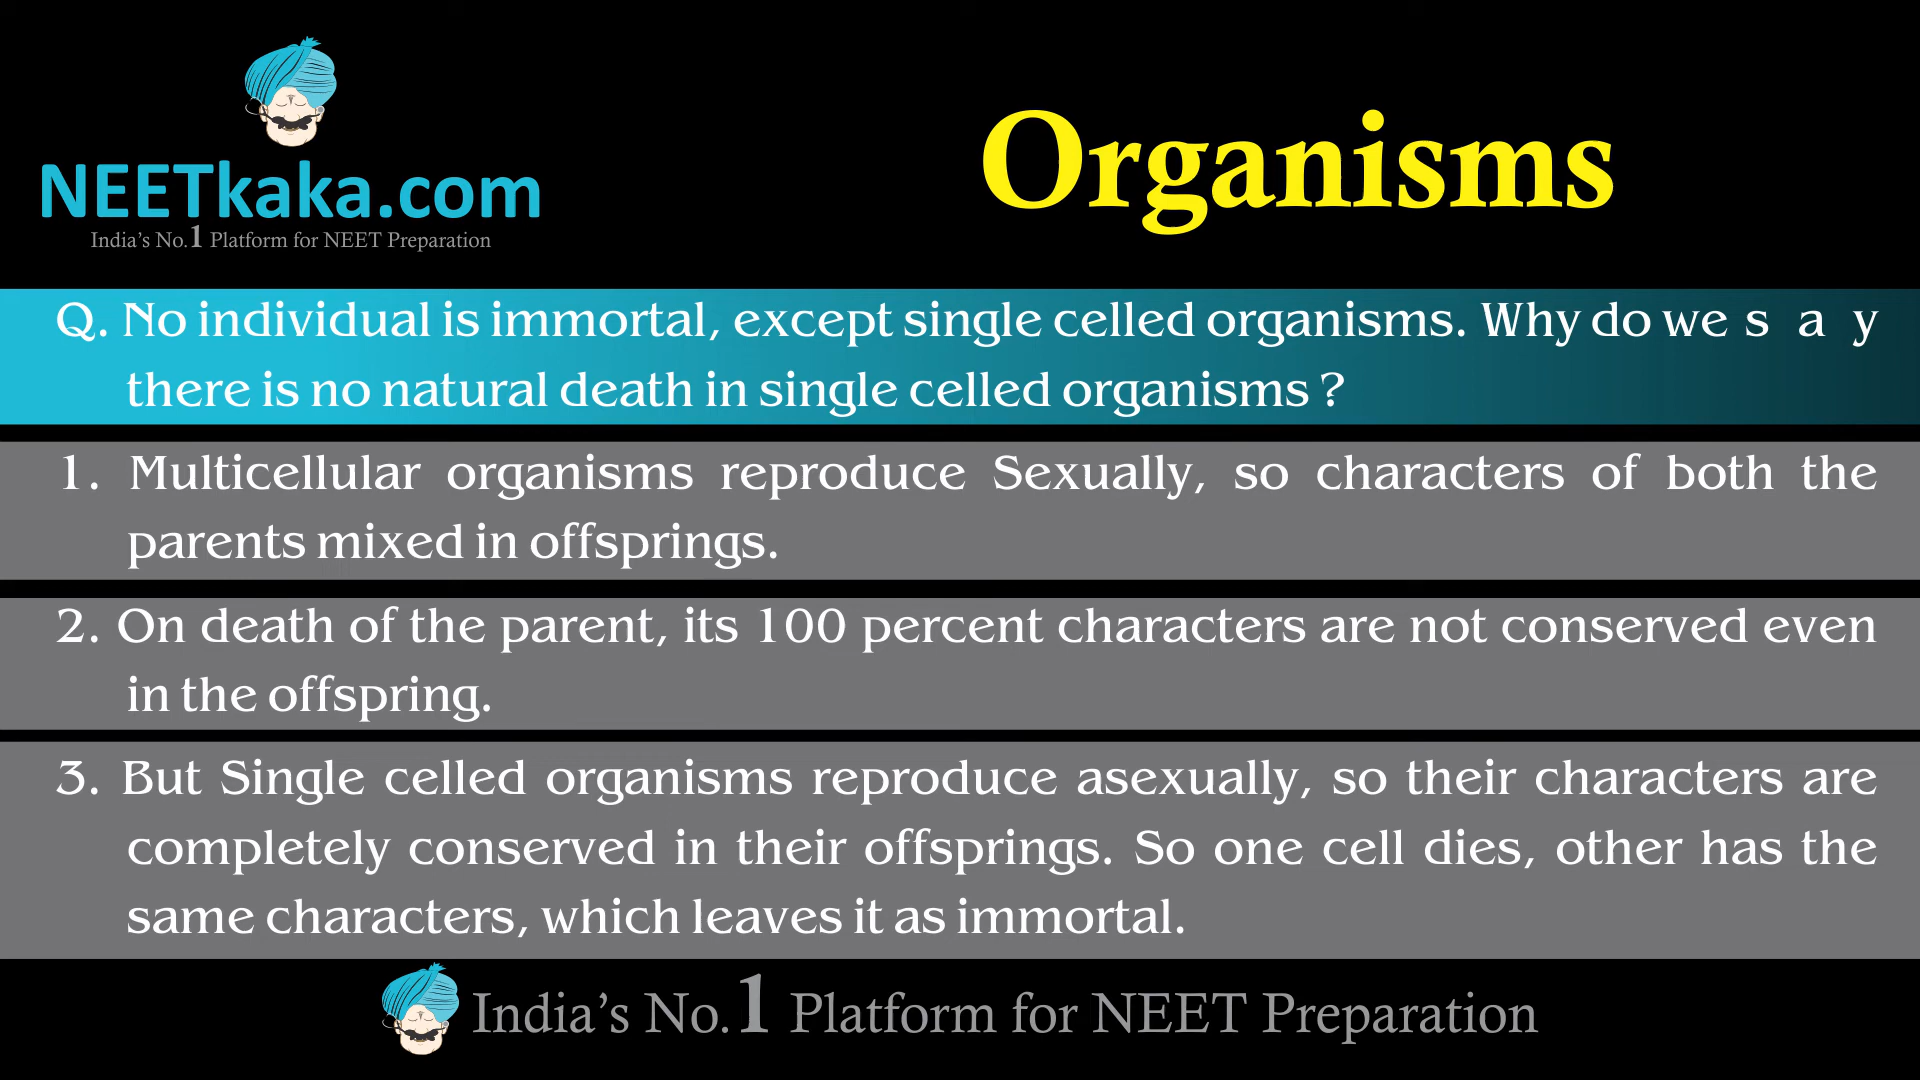 NEETkaka.com
India's No.1 Platform for NEET Preparation
Organisms
Q. No individual is immortal, except single celled organisms. Why do we s a y
there is no natural death in single celled organisms ?
1. Multicellular organisms reproduce Sexually, so characters of both the
parents mixed in offsprings.
2. On death of the parent, its 100 percent characters are not conserved even
in the offspring.
3. But Single celled organisms reproduce asexually, so their characters are
completely conserved in their offsprings. So one cell dies, other has the
same characters, which leaves it as immortal.
India's No.1 Platform for NEET Preparation